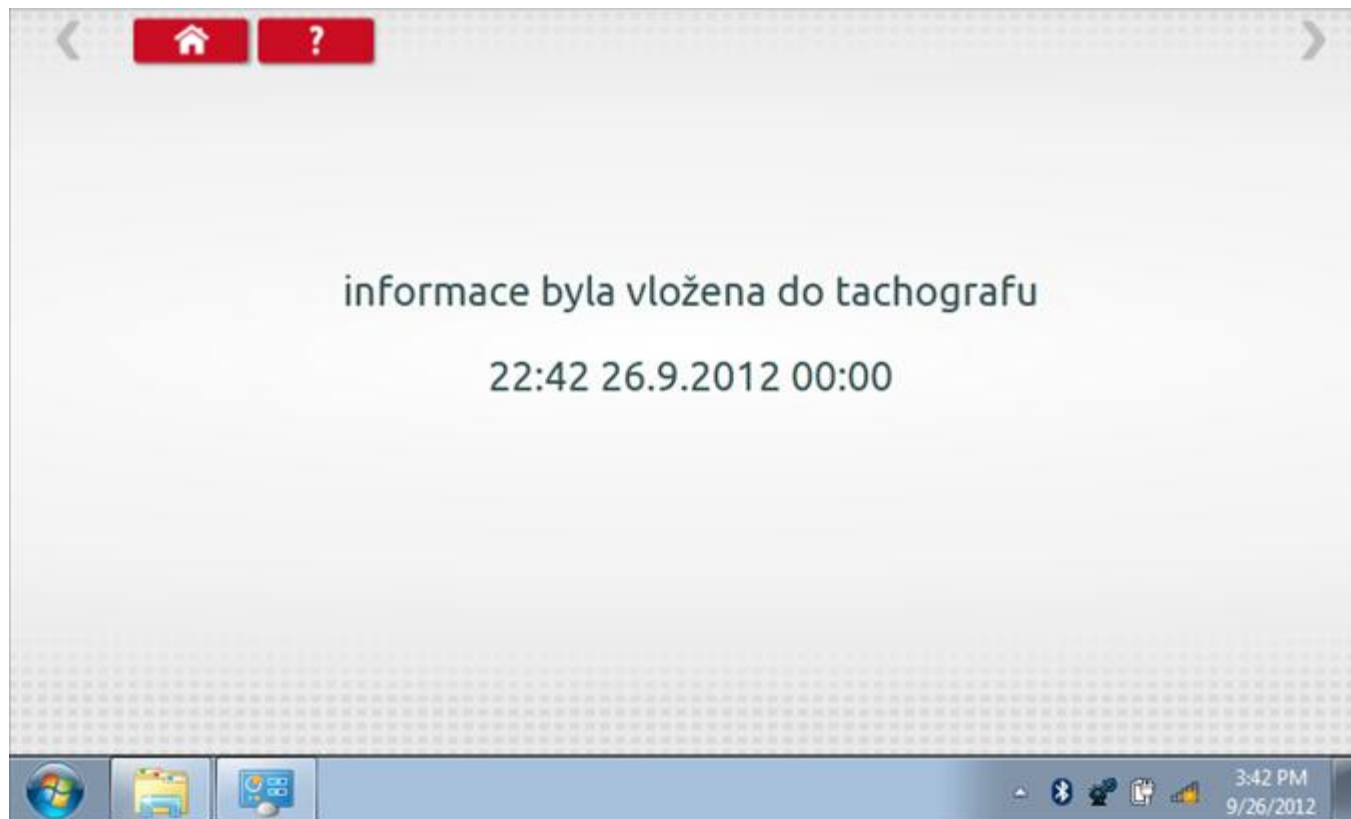 ?
informace byla vložena do tachografu
22:42 26.9.2012 00:00
3:42 PM
9/26/2012